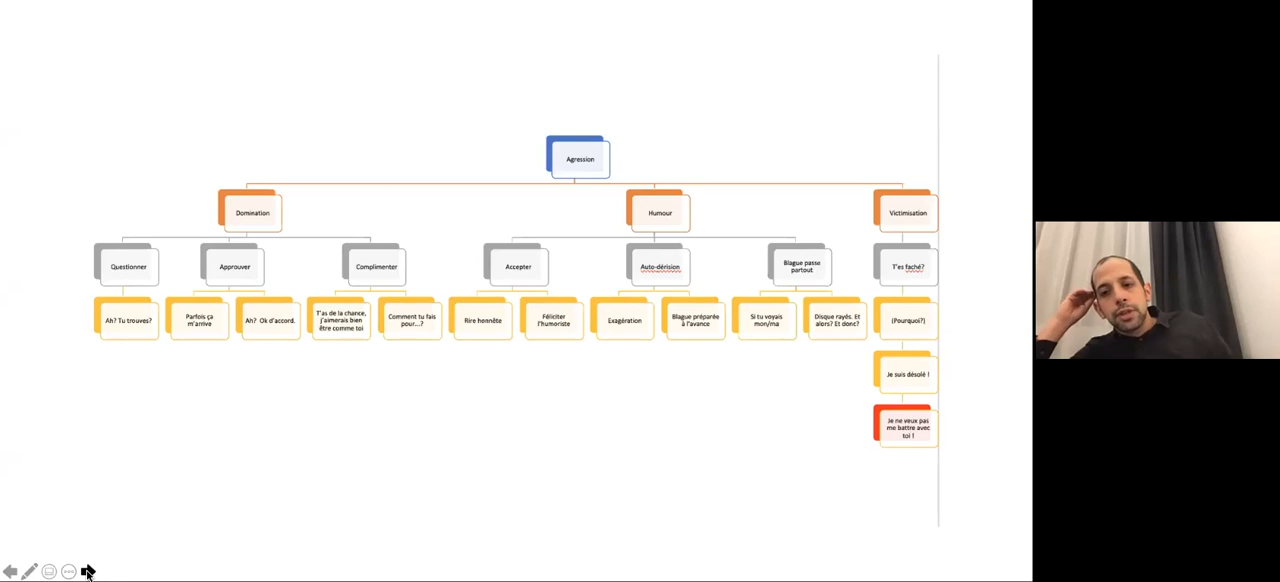 Agression
Domination
Humour
Victimisation
Questionner
Approuver
Complimenter
Accepter
Auto-dérision
Blague passe
partout
T'es faché?
Ah? Tu trouves?
Parfois ça
m'arrive
Ah? Ok d'accord.
T'as de la chance,
j'aimerais bien
être comme toi
Comment tu fais
pour...?
Rire honnête
Féliciter
l'humoriste
Exagération
Blague préparée
à l'avance
Si tu voyais
mon/ma
Disque rayés. Et
alors? Et donc?
(Pourquoi?)
Je suis désolé !
Je ne veux pas
me battre avec
toi !